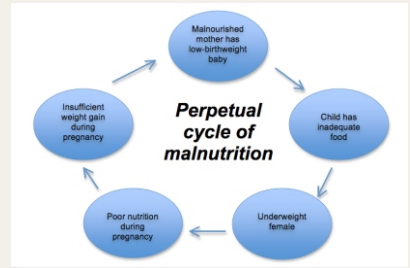 Malnourished
mother has
low-birthweight
baby
Insufficient
weight gain
during
pregnancy
Perpetual
cycle of
malnutrition
Child has
inadequate
food
Poor nutrition
during
pregnancy
Underweight
female